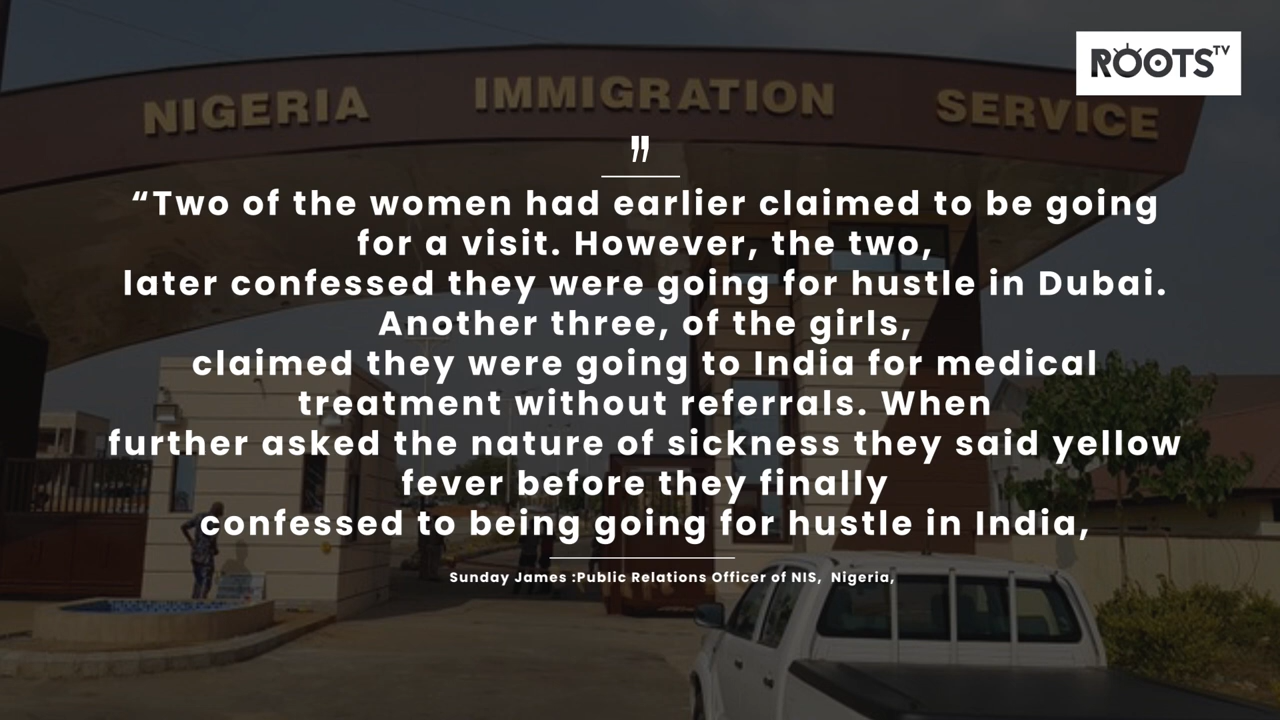 ROOTS TV
NIGERIA IMMIGRATION SERVICE
”
“Two of the women had earlier claimed to be going
for a visit. However, the two,
later confessed they were going for hustle in Dubai.
Another three, of the girls,
claimed they were going to India for medical
treatment without referrals. When
further asked the nature of sickness they said yellow
fever before they finally
confessed to being going for hustle in India,
Sunday James :Public Relations Officer of NIS, Nigeria,